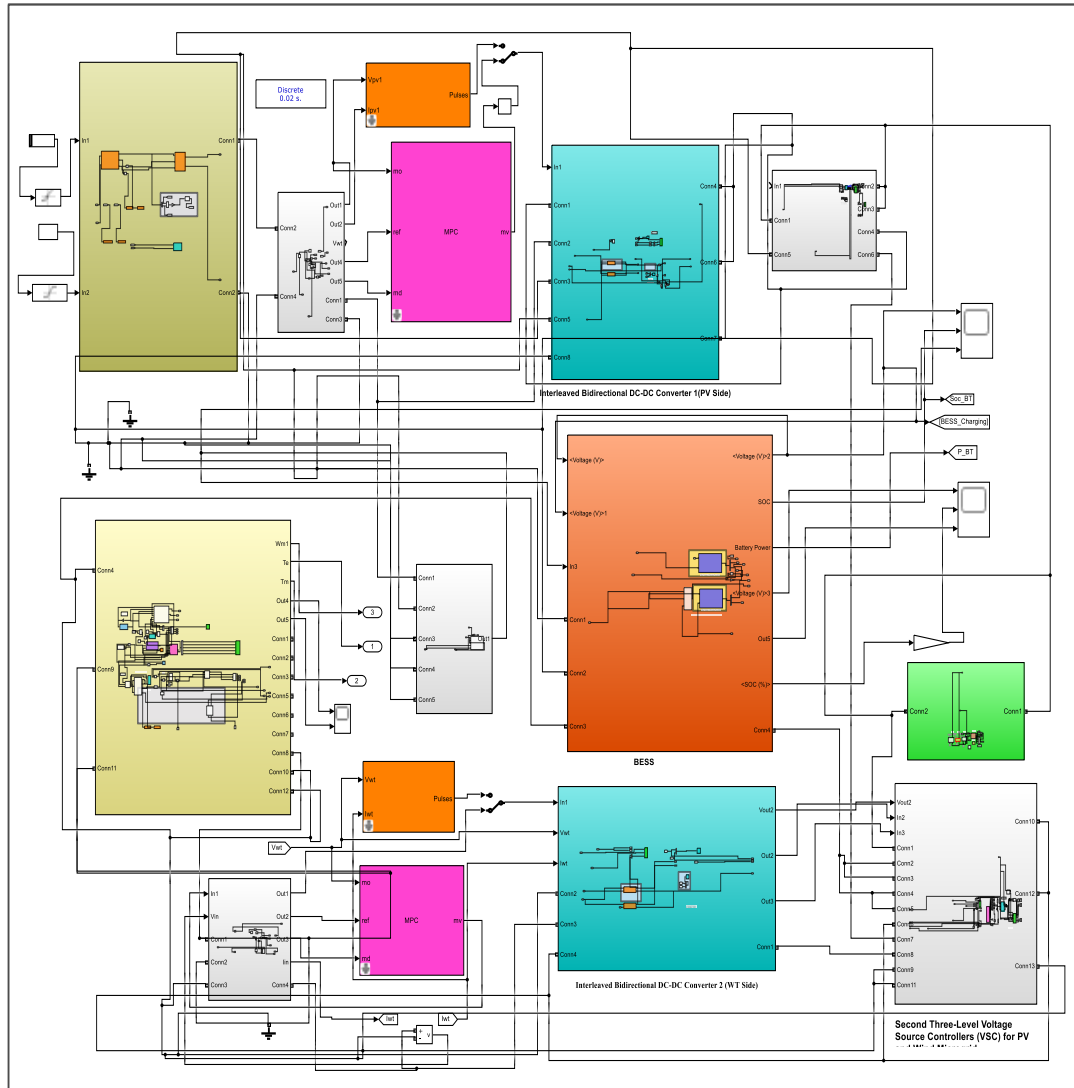 Discrete
0.02 s.
Vpv1
Ipv1
Pulses
In1
In2
Conn1
Conn2
Conn2
Conn4
Out1
Out2
Vwt
Out4
Out5
Conn1
Conn3
mo
ref
md
MPC
mv
In1
Conn1
Conn2
Conn3
Conn5
Conn8
Conn4
Conn6
Conn7
Interleaved Bidirectional DC-DC Converter 1(PV Side)
In1
Conn1
Conn5
Conn2
Conn3
Conn4
Conn6
Soc_BT
[BESS_Charging]
P_BT
<Voltage (V)>
<Voltage (V)>1
In3
Conn1
Conn2
Conn3
<Voltage (V)>2
SOC
Battery Power
<Voltage (V)>3
Out5
<SOC (%)>
Conn4
BESS
Conn4
Conn9
Conn11
Wm1
Te
Tm
Out4
Out5
Conn1
Conn2
Conn3
Conn5
Conn6
Conn7
Conn8
Conn10
Conn12
3
1
2
Conn1
Conn2
Conn3
Conn4
Conn5
Out1
Conn2
Conn1
Vwt
Iwt
Pulses
Vwt
mo
ref
md
MPC
mv
In1
Vin
Conn1
Conn2
Conn3
Out1
Out2
Out3
Iin
Conn4
Iwt
Iwt
+
-
v
In1
Vwt
Iwt
Conn2
Conn3
Conn4
Vout2
Out2
Out3
Conn1
Interleaved Bidirectional DC-DC Converter 2 (WT Side)
Vout2
In2
In3
Conn1
Conn2
Conn3
Conn4
Conn5
Conn6
Conn7
Conn8
Conn9
Conn11
Conn10
Conn12
Conn13
Second Three-Level Voltage
Source Controllers (VSC) for PV
and Wind Microgrid